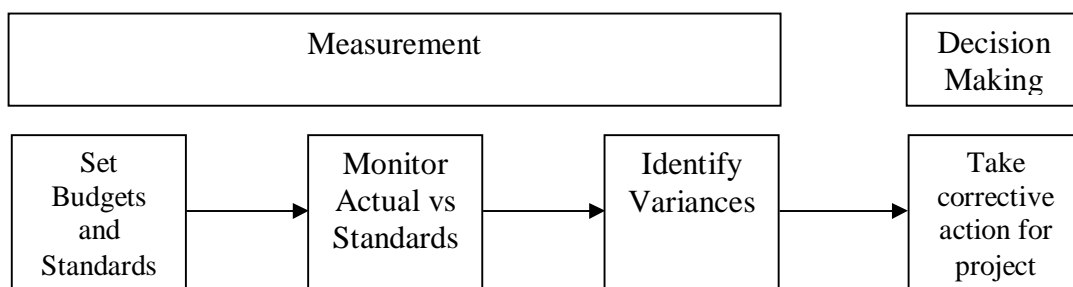 Measurement
Decision
Making
Set
Budgets
and
Standards
Monitor
Actual vs
Standards
Identify
Variances
Take
corrective
action for
project